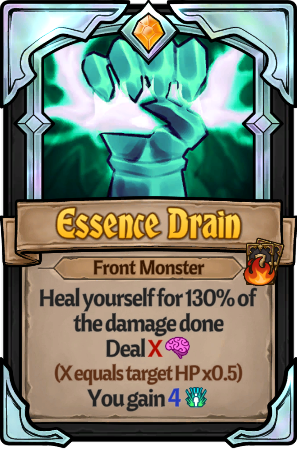 Essence Drain
Front Monster
Heal yourself for 130% of
the damage done
Deal X
(X equals target HP x0.5)
You gain 4